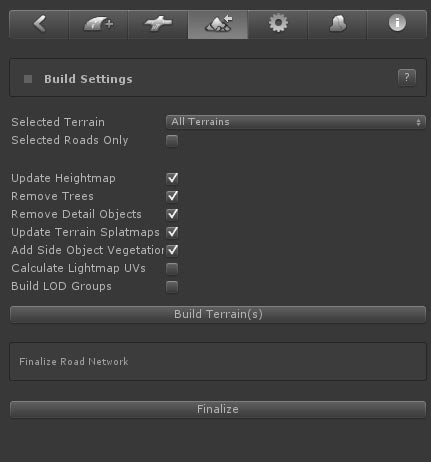 Build Settings
?
Selected Terrain
All Terrains
Selected Roads Only
Update Heightmap
Remove Trees
Remove Detail Objects
Update Terrain Splatmaps
Add Side Object Vegetation
Calculate Lightmap UVs
Build LOD Groups
Build Terrain(s)
Finalize Road Network
Finalize